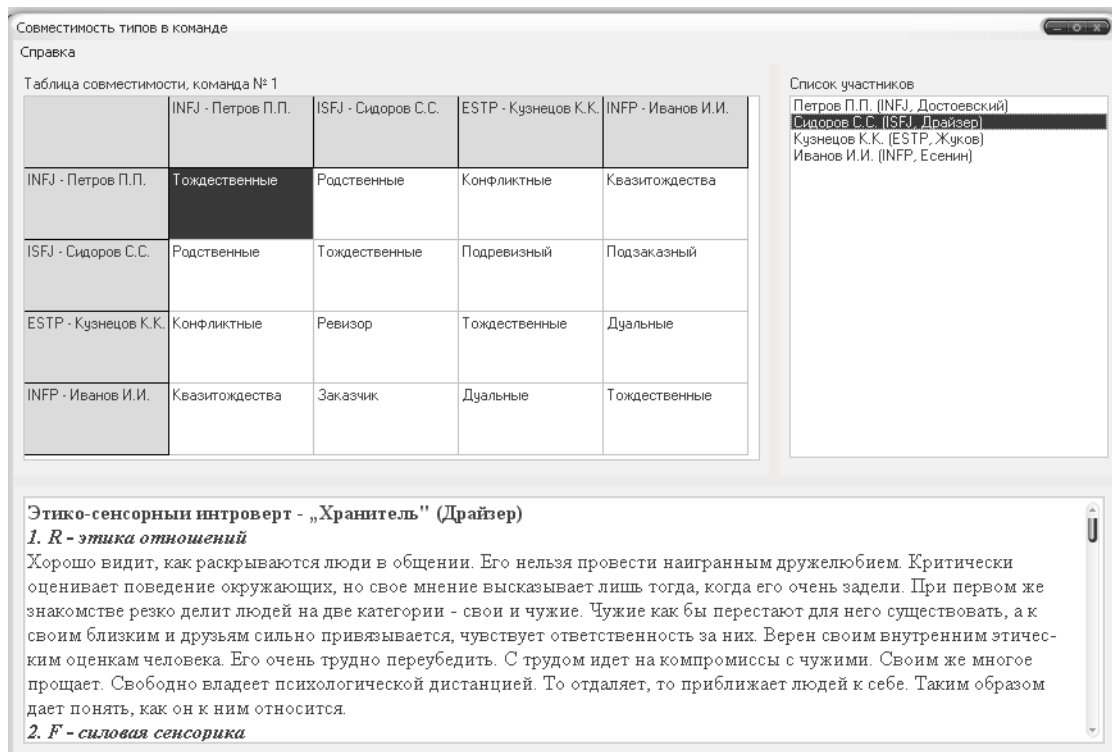 Совместимость типов в команде
Справка
Таблица совместимости, команда № 1
INFJ - Петров П.П. ISFJ - Сидоров С.С. ESTP - Кузнецов К.К. INFP - Иванов И.И.
INFJ - Петров П.П. Тождественные Родственные Конфликтные Квазитождества
ISFJ - Сидоров С.С. Родственные Тождественные Подревизный Подзаказный
ESTP - Кузнецов К.К. Конфликтные Ревизор Тождественные Дуальные
INFP - Иванов И.И. Квазитождества Заказчик Дуальные Тождественные
Список участников
Петров П.П. (INFJ, Достоевский)
Сидоров С.С. (ISFJ, Драйзер)
Кузнецов К.К. (ESTP, Жуков)
Иванов И.И. (INFP, Есенин)
Этико-сенсорныи интроверт - „Хранитель" (Драйзер)
1. R - этика отношений
Хорошо видит, как раскрываются люди в общении. Его нельзя провести наигранным дружелюбием. Критически
оценивает поведение окружающих, но свое мнение высказывает лишь тогда, когда его очень задели. При первом же
знакомстве резко делит людей на две категории - свои и чужие. Чужие как бы перестают для него существовать, а к
своим близким и друзьям сильно привязывается, чувствует ответственность за них. Верен своим внутренним этичес-
ким оценкам человека. Его очень трудно переубедить. С трудом идет на компромиссы с чужими. Своим же многое
прощает. Свободно владеет психологической дистанцией. То отдаляет, то приближает людей к себе. Таким образом
дает понять, как он к ним относится.
2. F - силовая сенсорика